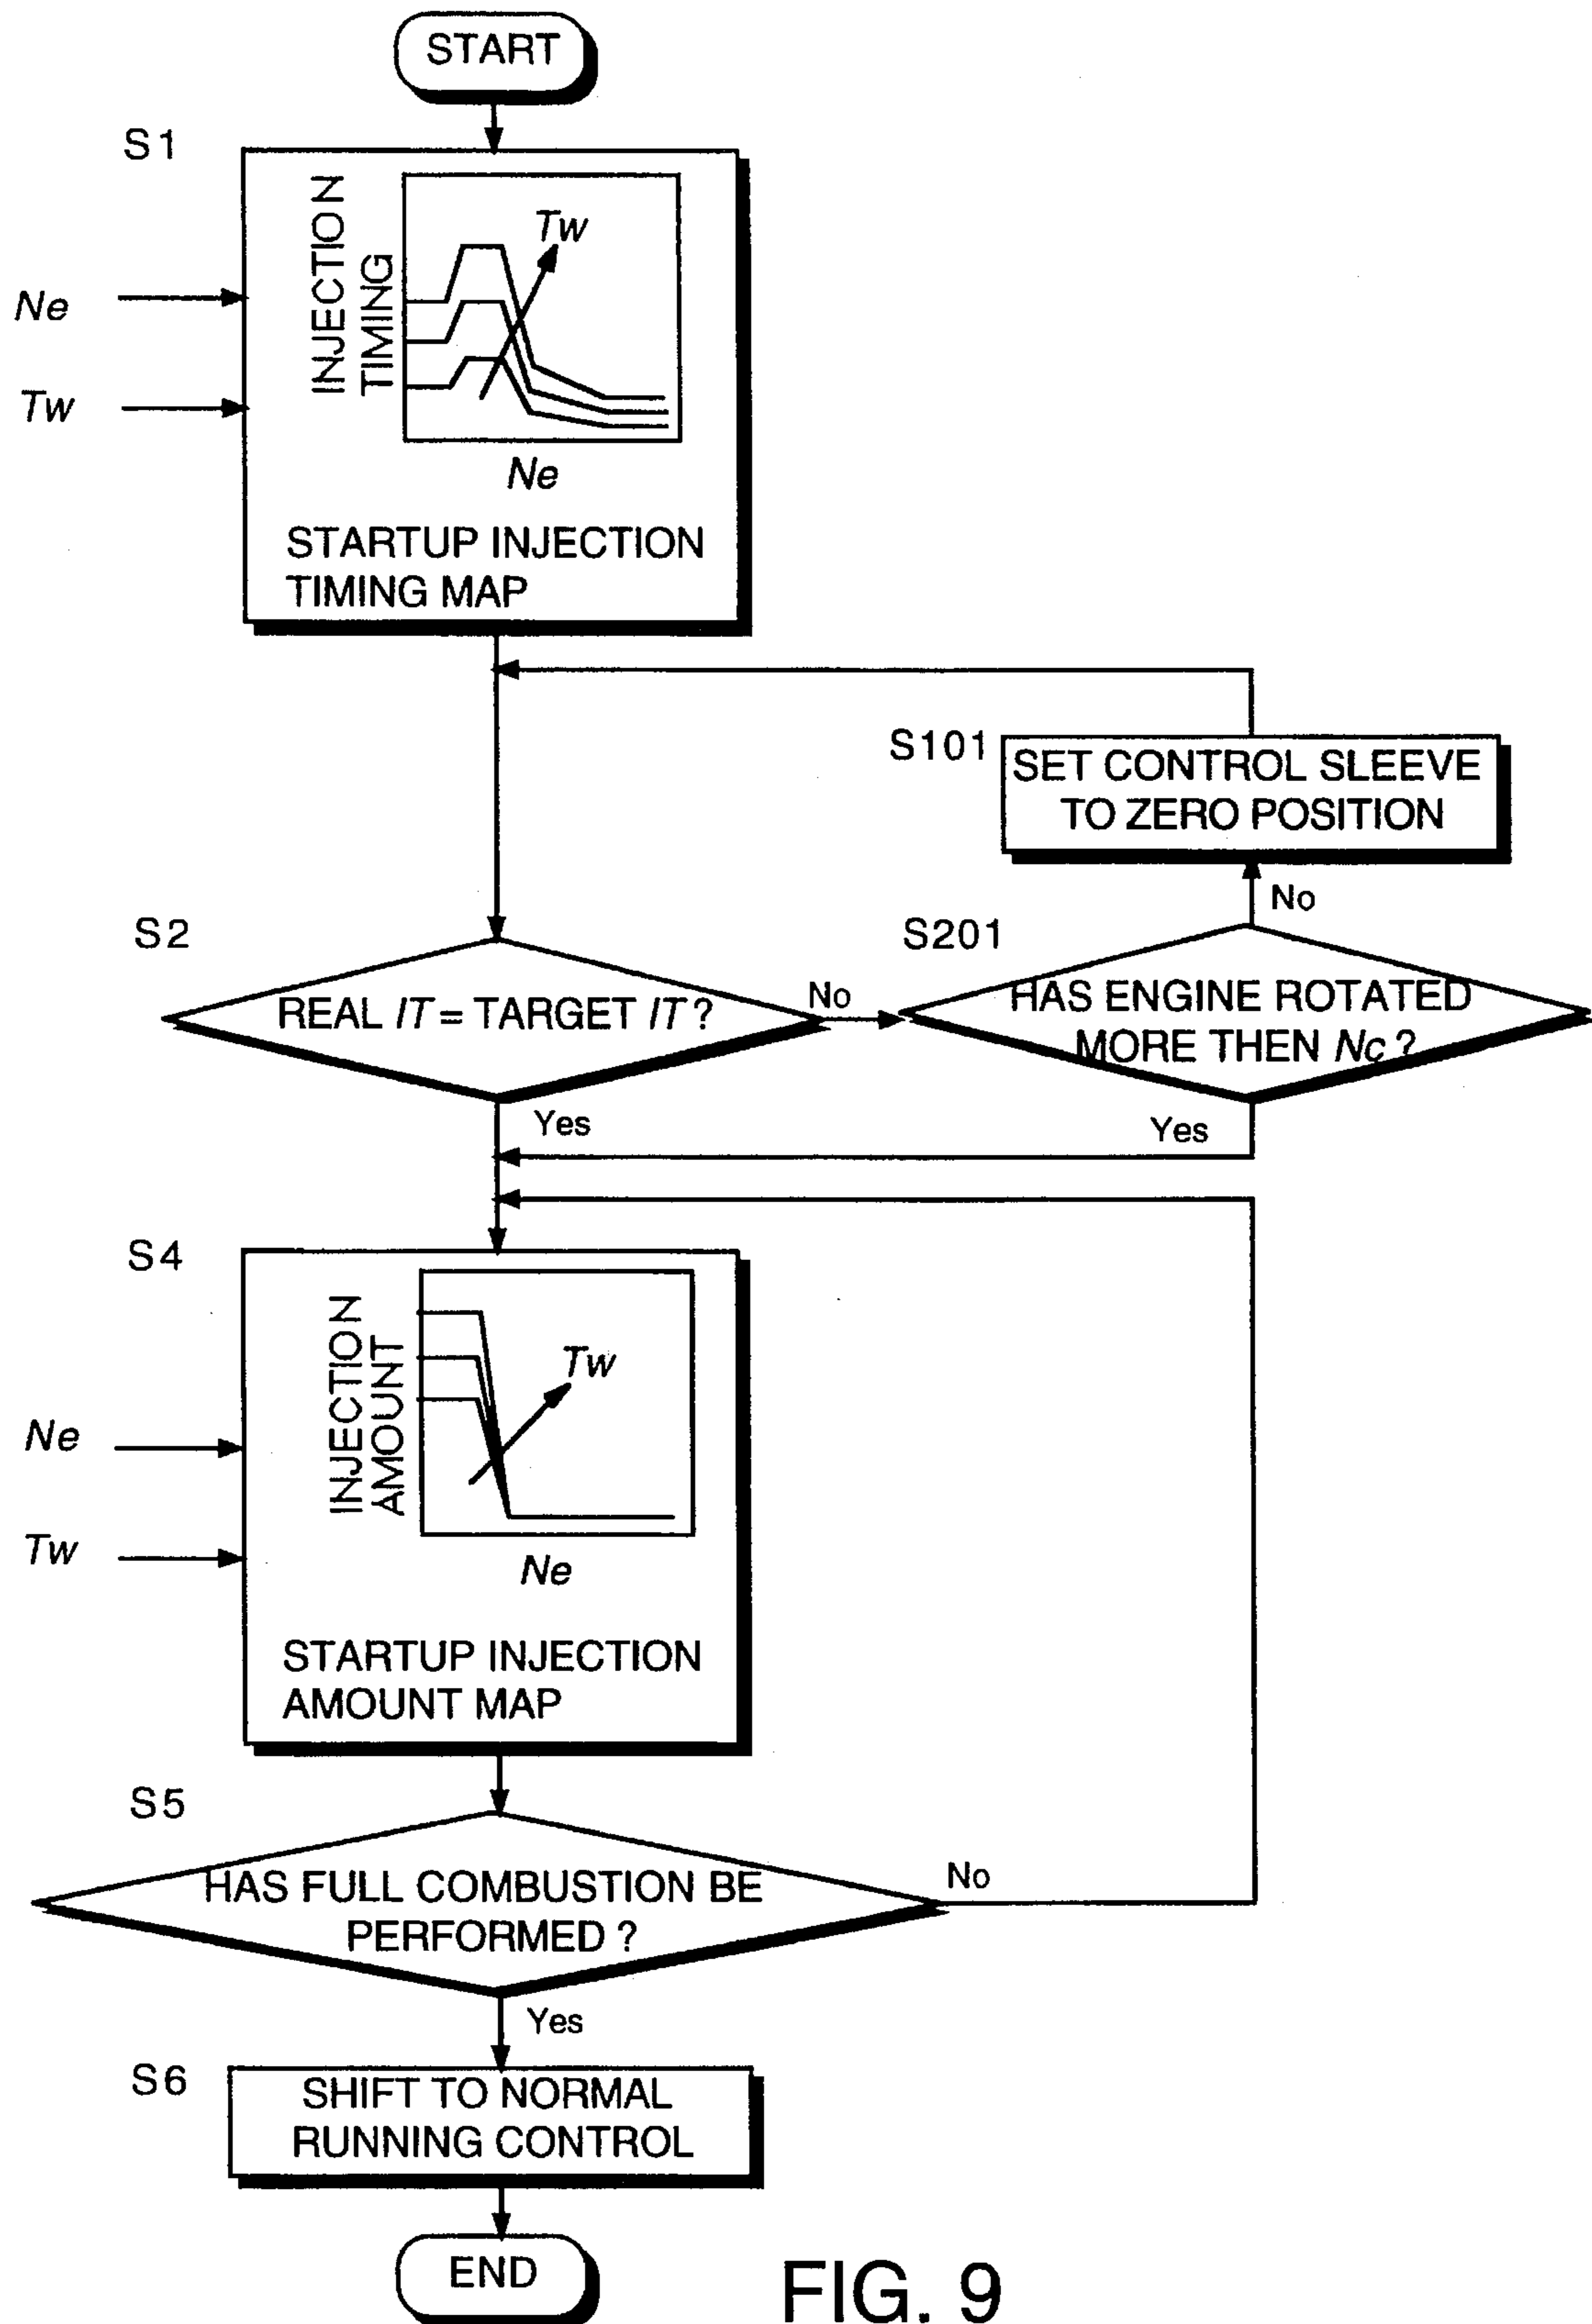 START
S1
INJECTION
TIMING
Tw
Ne
Tw
Ne
STARTUP INJECTION
TIMING MAP
S101
SET CONTROL SLEEVE
TO ZERO POSITION
No
S2
REAL IT = TARGET IT ?
No
S201
HAS ENGINE ROTATED
MORE THEN Nc ?
Yes
Yes
S4
INJECTION
AMOUNT
Tw
Ne
Tw
Ne
STARTUP INJECTION
AMOUNT MAP
S5
HAS FULL COMBUSTION BE
PERFORMED ?
No
Yes
S6
SHIFT TO NORMAL
RUNNING CONTROL
END
FIG. 9